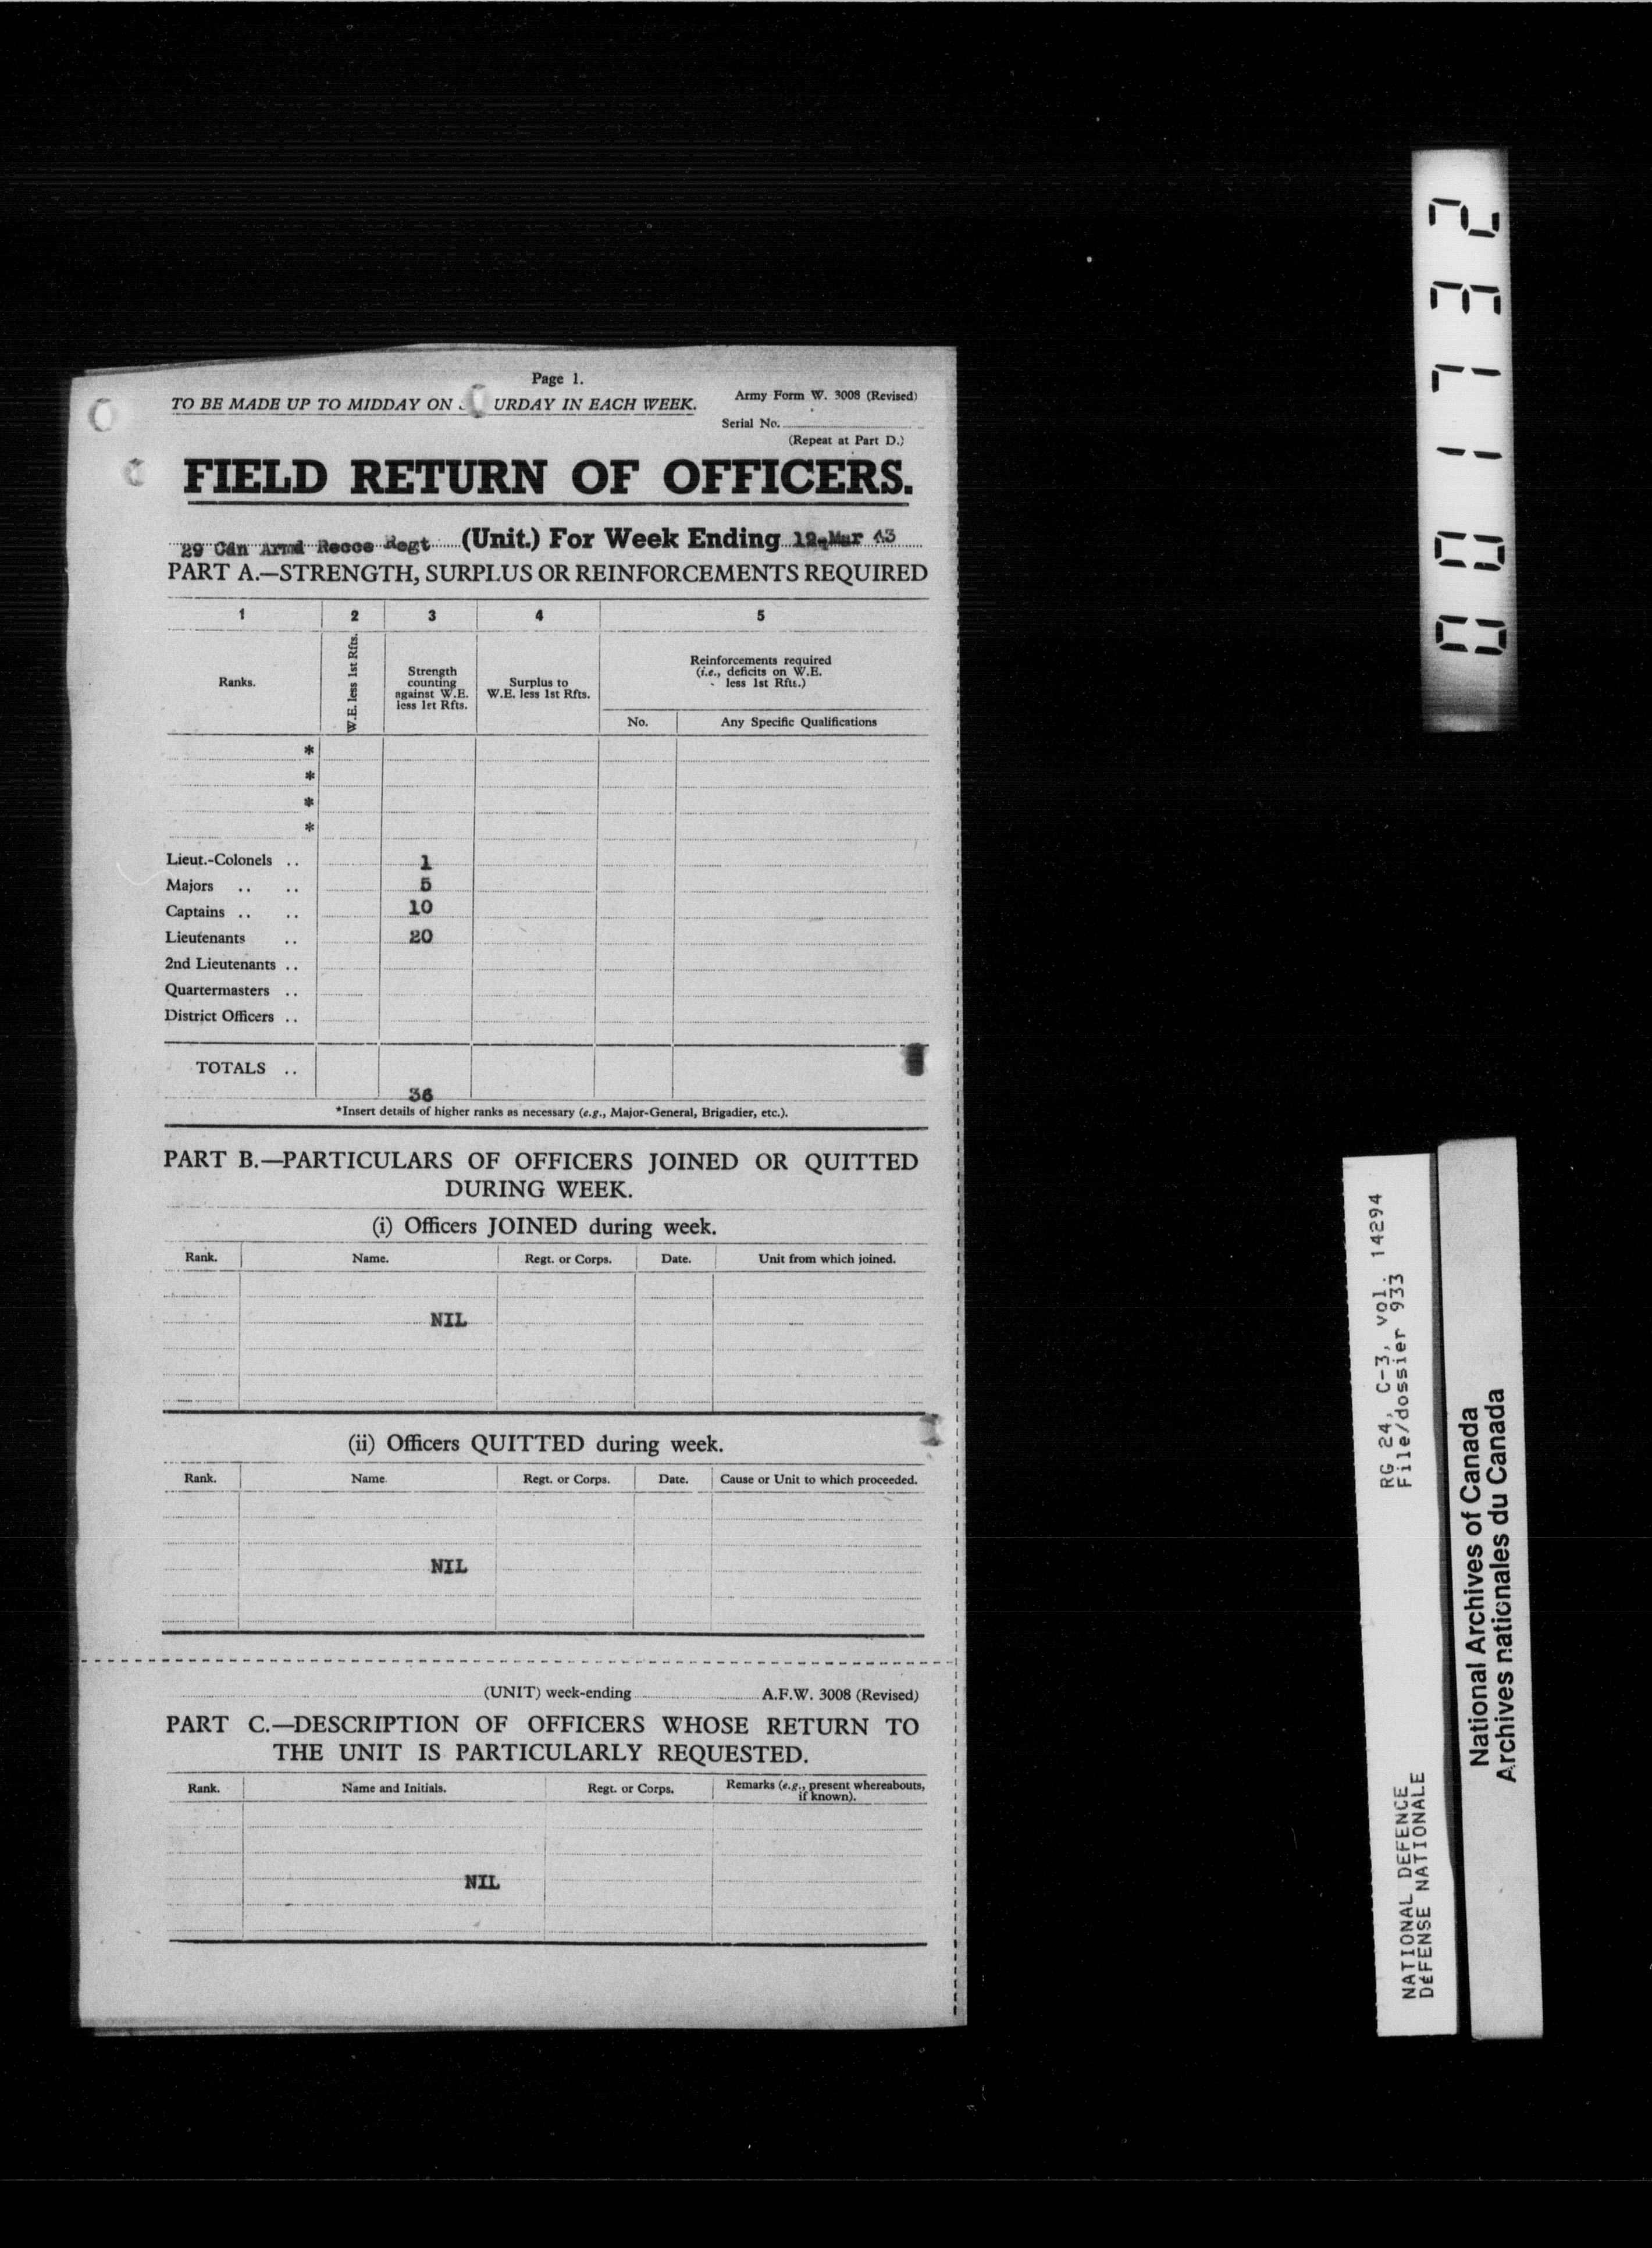 Page 1.
TO BE MADE UP TO MIDDAY ON URDAY IN EACH WEEK.
Army Form W. 3008 (Revised)
Serial No.
(Repeat at Part D.)
FIELD RETURN OF OFFICERS.
29 Cdn Armd Recce Regt (Unit.) For Week Ending 12 Mar 43
PART A.—STRENGTH, SURPLUS OR REINFORCEMENTS REQUIRED
1 2 3 4 5
Ranks.
W.E. less 1st Rfts.
Strength
counting
against W.E.
less 1st Rfts.
Surplus to
W.E. less 1st Rfts.
Reinforcements required
(i.e., deficits on W.E.
less 1st Rfts.)
No. Any Specific Qualifications
*
*
*
*
Lieut.-Colonels .. 1
Majors .. .. 5
Captains .. .. 10
Lieutenants .. 20
2nd Lieutenants ..
Quartermasters ..
District Officers ..
TOTALS ..
36
*Insert details of higher ranks as necessary (e.g., Major-General, Brigadier, etc.).
PART B.—PARTICULARS OF OFFICERS JOINED OR QUITTED
DURING WEEK.
(i) Officers JOINED during week.
Rank. Name. Regt. or Corps. Date. Unit from which joined.
NIL
(ii) Officers QUITTED during week.
Rank. Name. Regt. or Corps. Date. Cause or Unit to which proceeded.
NIL
(UNIT) week-ending A.F.W. 3008 (Revised)
PART C.—DESCRIPTION OF OFFICERS WHOSE RETURN TO
THE UNIT IS PARTICULARLY REQUESTED.
Rank. Name and Initials. Regt. or Corps. Remarks (e.g., present whereabouts,
if known).
NIL
001732
NATIONAL DEFENCE RG 24, C-3, vol. 14294
DÉFENSE NATIONALE File/dossier 933
National Archives of Canada
Archives nationales du Canada